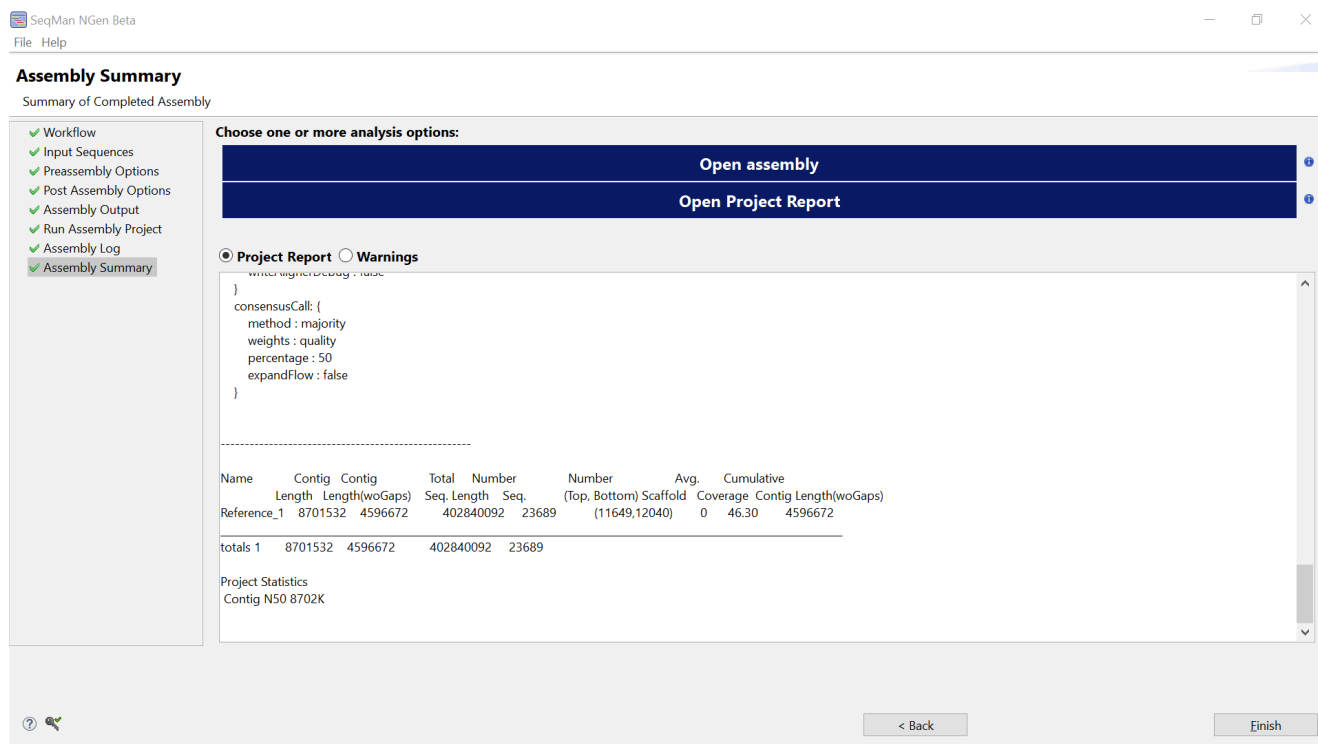 SeqMan NGen Beta
File Help
Assembly Summary
Summary of Completed Assembly
Workflow
Input Sequences
Preassembly Options
Post Assembly Options
Assembly Output
Run Assembly Project
Assembly Log
Assembly Summary
Choose one or more analysis options:
Open assembly
Open Project Report
Project Report Warnings
writeAlignerDebug : false
}
consensusCall: {
method : majority
weights : quality
percentage : 50
expandFlow : false
}
--------------------------------------------------
Name Contig Contig Total Number Number Avg. Cumulative
Length Length(woGaps) Seq. Length Seq. (Top, Bottom) Scaffold Coverage Contig Length(woGaps)
Reference_1 8701532 4596672 402840092 23689 (11649,12040) 0 46.30 4596672
totals 1 8701532 4596672 402840092 23689
Project Statistics
Contig N50 8702K
< Back
Finish